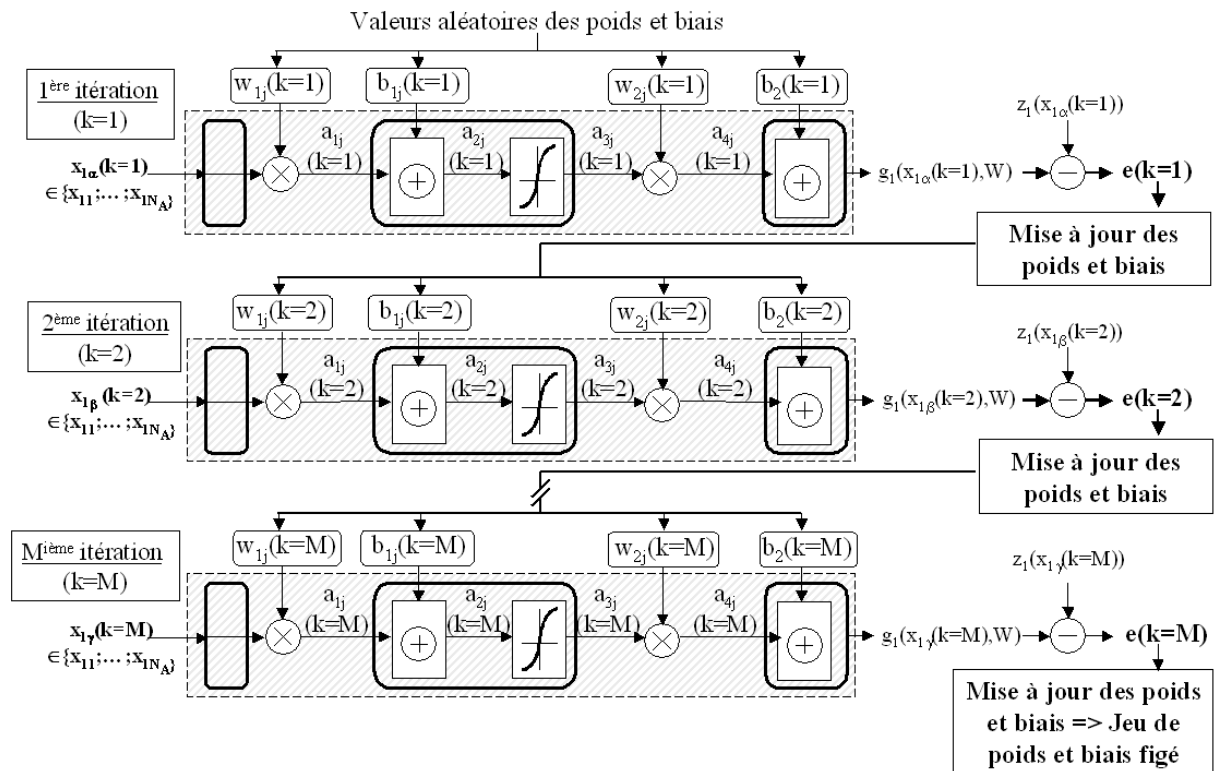 Valeurs aléatoires des poids et biais
1ère itération
(k=1)
w1j(k=1)
b1j(k=1)
w2j(k=1)
b2(k=1)
z1(x1α(k=1))
x1α(k=1)
∈{x11;... ;x1NA}
×
a1j
(k=1)
+
a2j
(k=1)
a3j
(k=1)
×
a4j
(k=1)
+
g1(x1α(k=1),W)
−
e(k=1)
Mise à jour des
poids et biais
2ème itération
(k=2)
w1j(k=2)
b1j(k=2)
w2j(k=2)
b2(k=2)
z1(x1β(k=2))
x1β(k=2)
∈{x11;... ;x1NA}
×
a1j
(k=2)
+
a2j
(k=2)
a3j
(k=2)
×
a4j
(k=2)
+
g1(x1β(k=2),W)
−
e(k=2)
Mise à jour des
poids et biais
Mième itération
(k=M)
w1j(k=M)
b1j(k=M)
w2j(k=M)
b2(k=M)
z1(x1γ(k=M))
x1γ(k=M)
∈{x11;... ;x1NA}
×
a1j
(k=M)
+
a2j
(k=M)
a3j
(k=M)
×
a4j
(k=M)
+
g1(x1γ(k=M),W)
−
e(k=M)
Mise à jour des poids
et biais => Jeu de
poids et biais figé